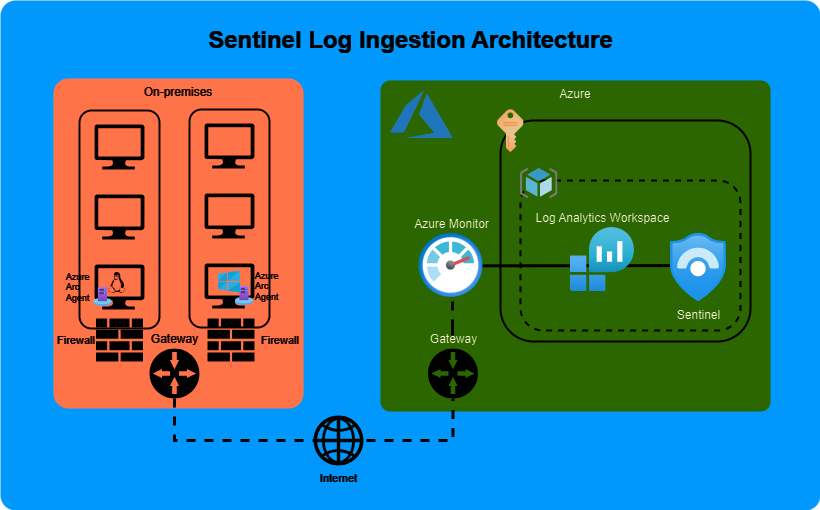 Sentinel Log Ingestion Architecture
On-premises
Azure
Azure Monitor
Log Analytics Workspace
Azure
Arc
Agent
Azure
Arc
Agent
Sentinel
Firewall
Gateway
Firewall
Gateway
Internet